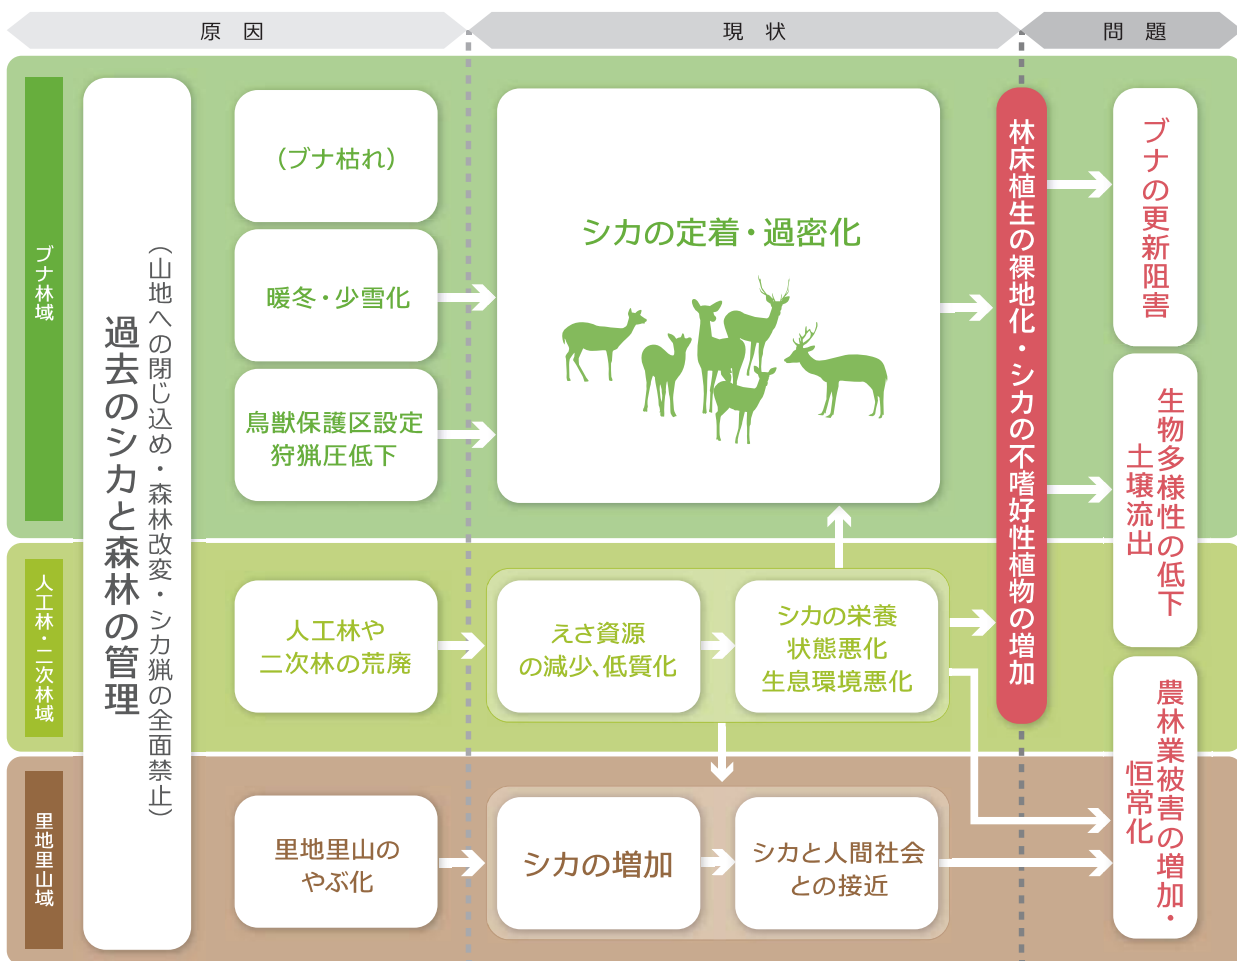 原　因
現　状
問　題
ブナ林域
過去のシカと森林の管理
（山地への閉じ込め・森林改変・シカ猟の全面禁止）
（ブナ枯れ）
暖冬・少雪化
鳥獣保護区設定
狩猟圧低下
シカの定着・過密化
林床植生の裸地化・シカの不嗜好性植物の増加
ブナの更新阻害
生物多様性の低下
土壌流出
人工林・二次林域
人工林や
二次林の荒廃
えさ資源
の減少、低質化
シカの栄養
状態悪化
生息環境悪化
里地里山域
里地里山の
やぶ化
シカの増加
シカと人間社会
との接近
農林業被害の増加・
恒常化